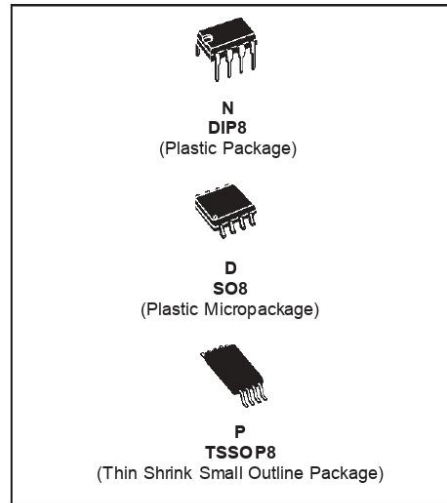 N
DIP8
(Plastic Package)
D
SO8
(Plastic Micropackage)
P
TSSOP8
(Thin Shrink Small Outline Package)